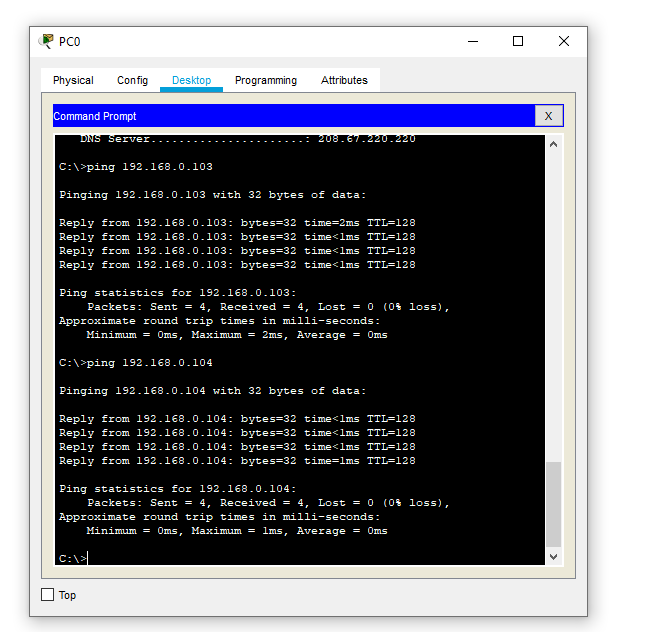 PC0
Physical Config Desktop Programming Attributes
Command Prompt X
DNS Server......................: 208.67.220.220
C:\>ping 192.168.0.103
Pinging 192.168.0.103 with 32 bytes of data:
Reply from 192.168.0.103: bytes=32 time=2ms TTL=128
Reply from 192.168.0.103: bytes=32 time<1ms TTL=128
Reply from 192.168.0.103: bytes=32 time<1ms TTL=128
Reply from 192.168.0.103: bytes=32 time<1ms TTL=128
Ping statistics for 192.168.0.103:
Packets: Sent = 4, Received = 4, Lost = 0 (0% loss),
Approximate round trip times in milli-seconds:
Minimum = 0ms, Maximum = 2ms, Average = 0ms
C:\>ping 192.168.0.104
Pinging 192.168.0.104 with 32 bytes of data:
Reply from 192.168.0.104: bytes=32 time<1ms TTL=128
Reply from 192.168.0.104: bytes=32 time<1ms TTL=128
Reply from 192.168.0.104: bytes=32 time<1ms TTL=128
Reply from 192.168.0.104: bytes=32 time=1ms TTL=128
Ping statistics for 192.168.0.104:
Packets: Sent = 4, Received = 4, Lost = 0 (0% loss),
Approximate round trip times in milli-seconds:
Minimum = 0ms, Maximum = 1ms, Average = 0ms
C:\>
Top